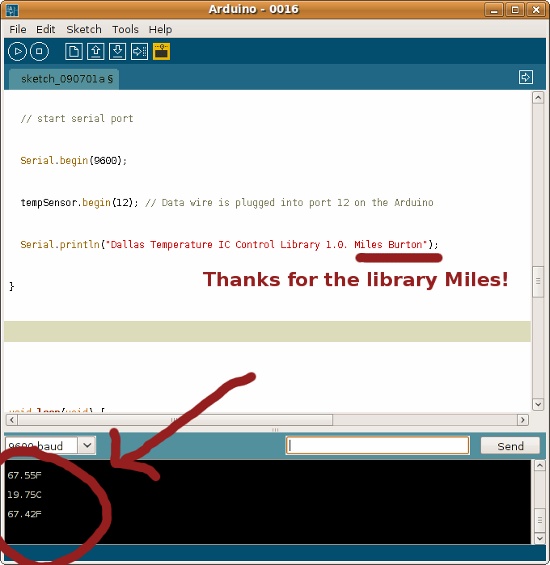 Arduino - 0016
File Edit Sketch Tools Help
sketch_090701a §
// start serial port
Serial.begin(9600);
tempSensor.begin(12); // Data wire is plugged into port 12 on the Arduino
Serial.println("Dallas Temperature IC Control Library 1.0. Miles Burton");
Thanks for the library Miles!
}
void loop(void) {
9600 baud
Send
67.55F
19.75C
67.42F